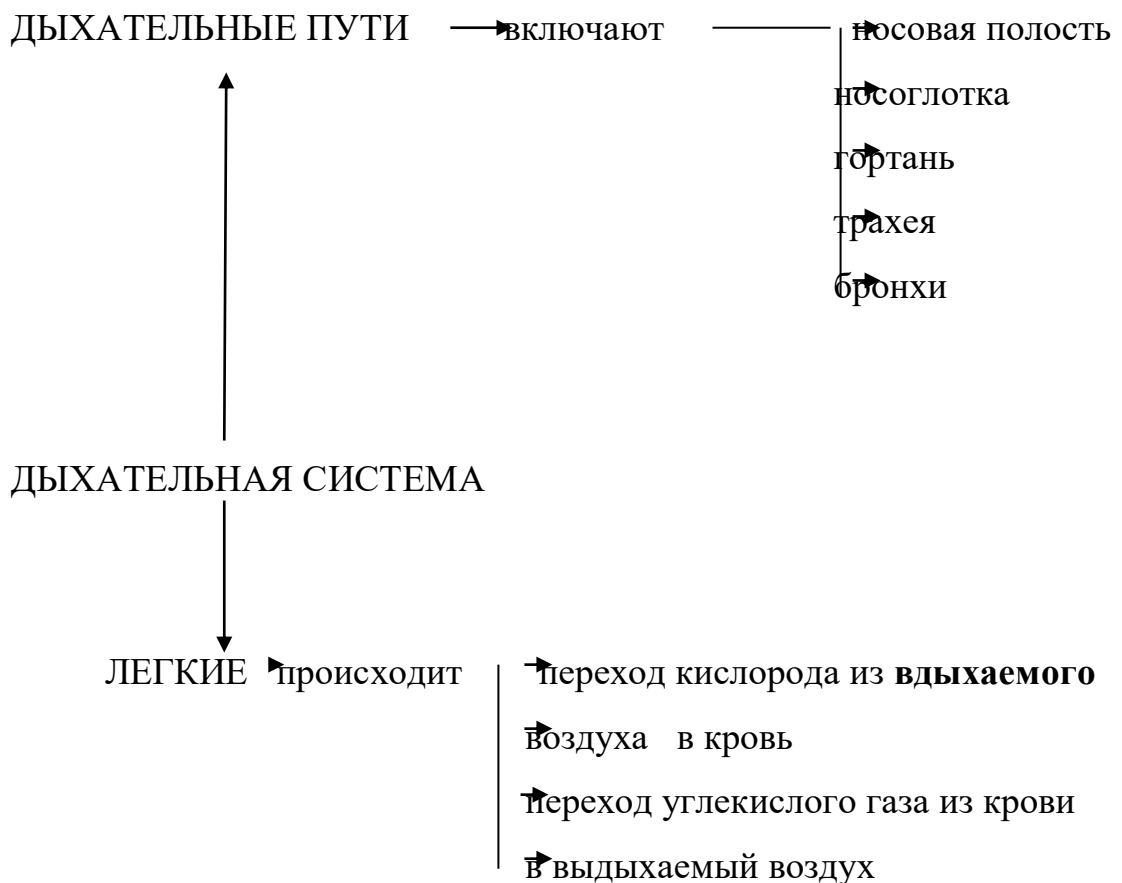 ДЫХАТЕЛЬНЫЕ ПУТИ включают носовая полость
носоглотка
гортань
трахея
бронхи
ДЫХАТЕЛЬНАЯ СИСТЕМА
ЛЕГКИЕ происходит переход кислорода из вдыхаемого
воздуха в кровь
переход углекислого газа из крови
в выдыхаемый воздух